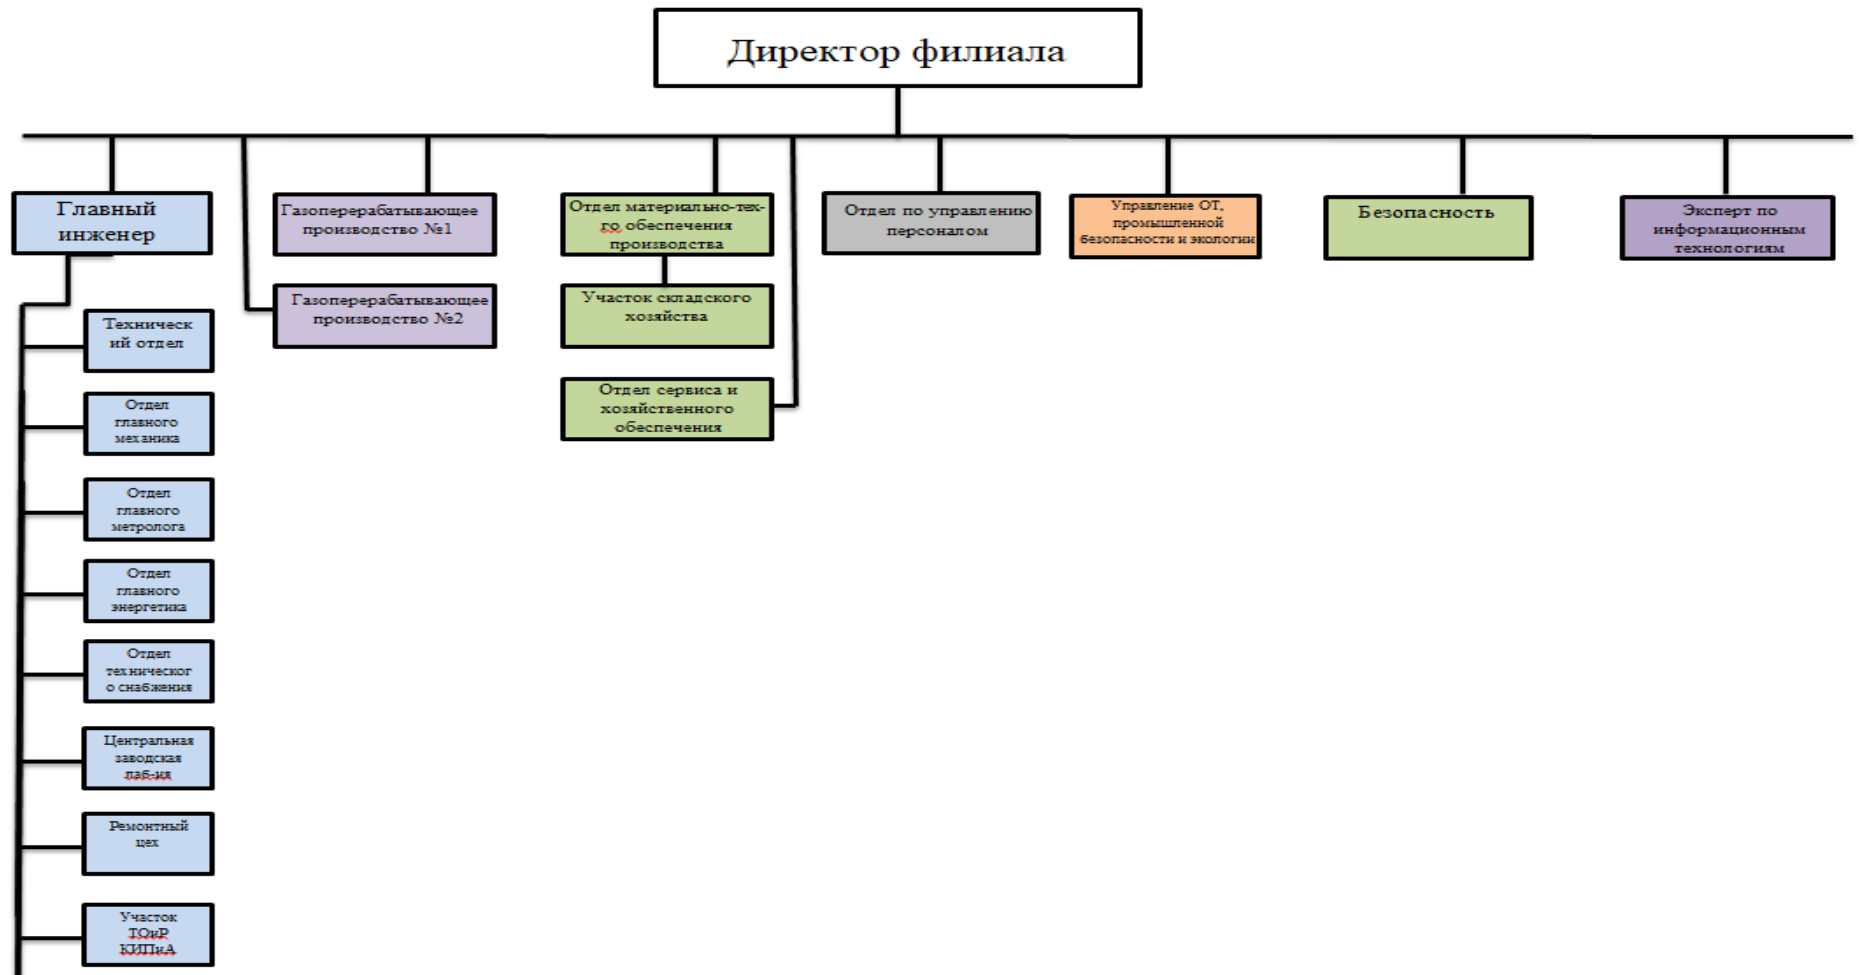 Директор филиала
Главный
инженер
Газоперерабатывающее
производство №1
Отдел материально-тех-
го обеспечения
производства
Отдел по управлению
персоналом
Управление ОТ,
промышленной
безопасности и экологии
Безопасность
Эксперт по
информационным
технологиям
Газоперерабатывающее
производство №2
Участок складского
хозяйства
Отдел сервиса и
хозяйственного
обеспечения
Техническ
ий отдел
Отдел
главного
механика
Отдел
главного
метролога
Отдел
главного
энергетика
Отдел
техническог
о снабжения
Центральная
заводская
лаб-ия
Ремонтный
цех
Участок
ТОиР
КИПиА